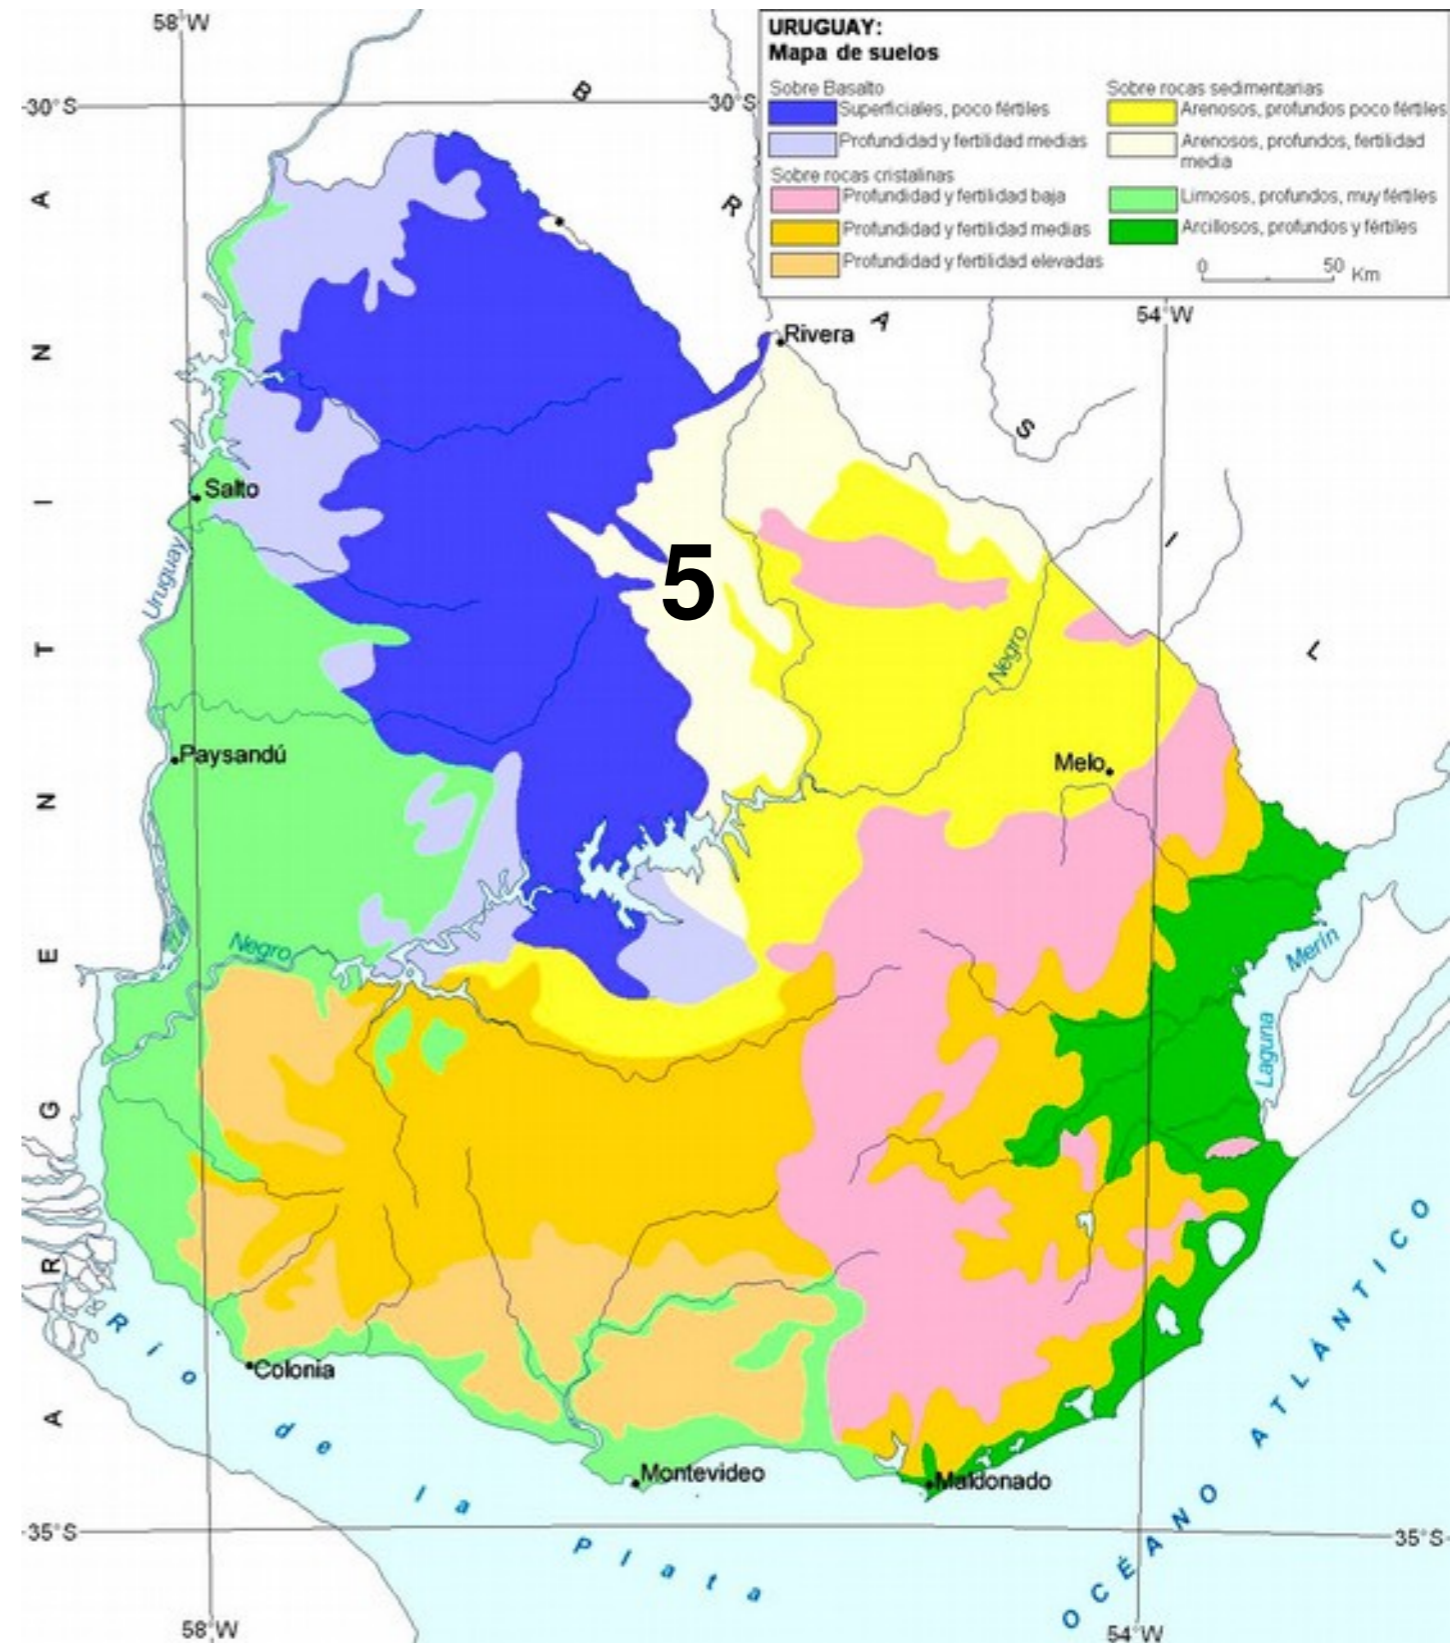 58°W
30°S
30°S
URUGUAY:
Mapa de suelos
Sobre Basalto
Superficiales, poco fértiles
Profundidad y fertilidad medias
Sobre rocas cristalinas
Profundidad y fertilidad baja
Profundidad y fertilidad medias
Profundidad y fertilidad elevadas
Sobre rocas sedimentarias
Arenosos, profundos poco fértiles
Arenosos, profundos, fertilidad
media
Limosos, profundos, muy fértiles
Arcillosos, profundos y fértiles
0 50 Km
54°W
B R A S I L
A R G E N T I N A
Rivera
Salto
5
Uruguay
Negro
Paysandú
Melo
Negro
Merín
Laguna
Colonia
Montevideo
Maldonado
Río de la Plata
OCÉANO ATLÀNTICO
35°S
35°S
58°W
54°W